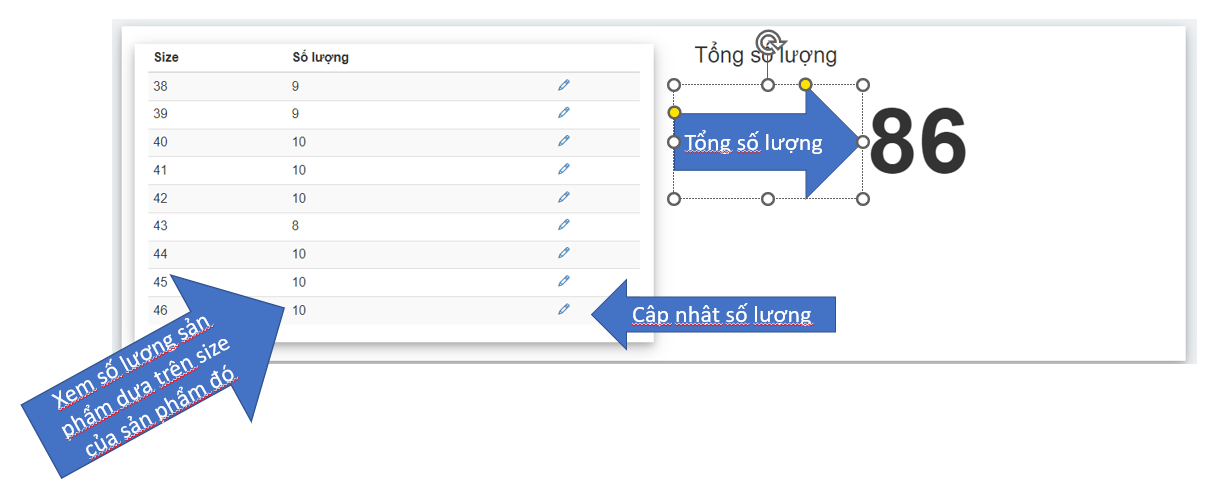 Size Số lượng
38 9
39 9
40 10
41 10
42 10
43 8
44 10
45 10
46 10
Tổng số lượng
Tổng số lượng
86
Cập nhật số lượng
Xem số lượng sản
phẩm dựa trên size
của sản phẩm đó